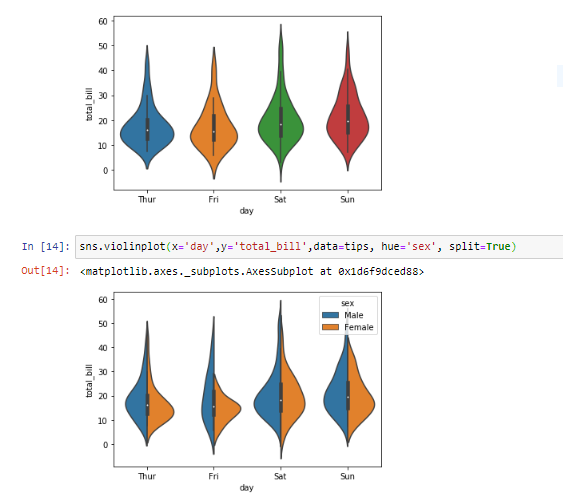 60
50
40
30
20
10
0
total_bill
Thur Fri Sat Sun
day
In [14]: sns.violinplot(x='day',y='total_bill',data=tips, hue='sex', split=True)
Out[14]: <matplotlib.axes._subplots.AxesSubplot at 0x1d6f9dced88>
sex
Male
Female
60
50
40
30
20
10
0
total_bill
Thur Fri Sat Sun
day